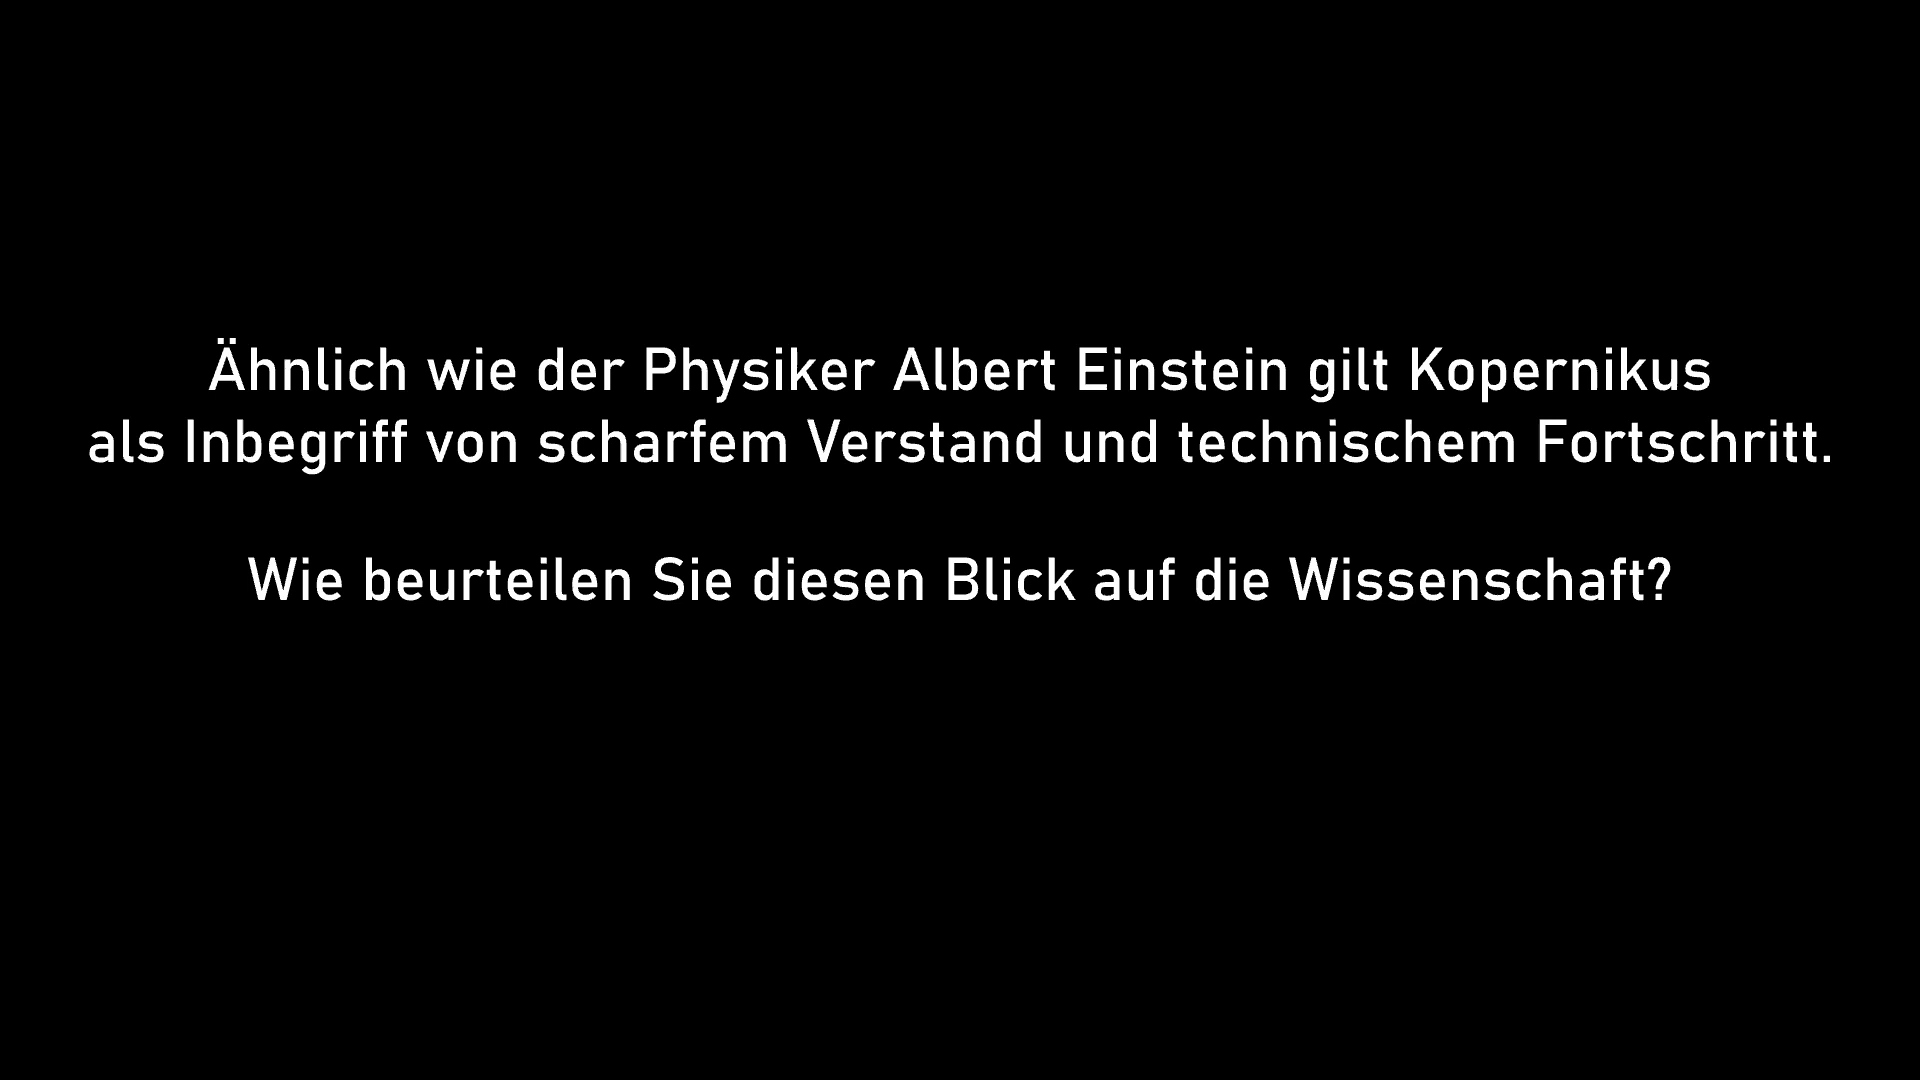 Ähnlich wie der Physiker Albert Einstein gilt Kopernikus
als Inbegriff von scharfem Verstand und technischem Fortschritt.
Wie beurteilen Sie diesen Blick auf die Wissenschaft?